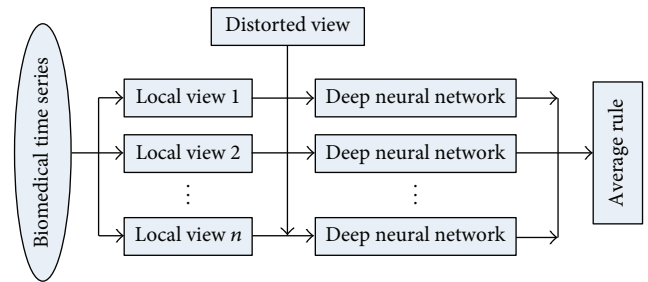 Distorted view
Biomedical time series
Local view 1
Deep neural network
Local view 2
Deep neural network
⋮
⋮
Local view n
Deep neural network
Average rule